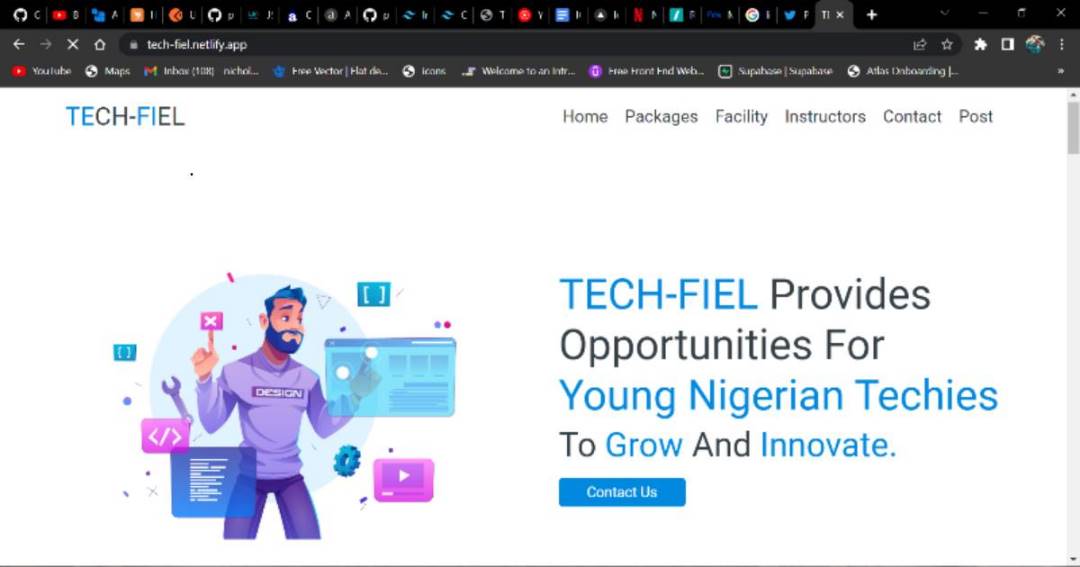 tech-fiel.netlify.app
YouTube Maps Inbox (108) nichol... Free Vector | Flat de... icons Welcome to an Intr... Free Front End Web... Supabase | Supabase Atlas Onboarding |...
TECH-FIEL
Home Packages Facility Instructors Contact Post
[ ]
{ }
DESIGN
</>
TECH-FIEL Provides
Opportunities For
Young Nigerian Techies
To Grow And Innovate.
Contact Us